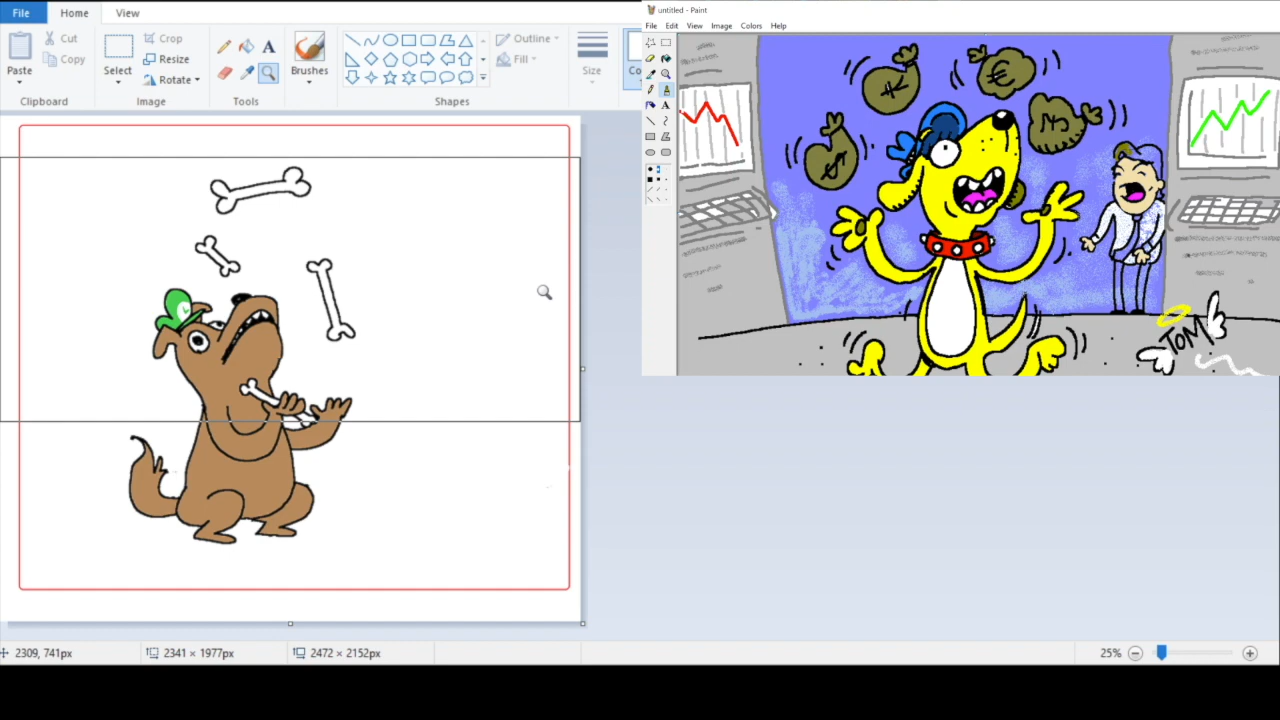 File Home View
Paste
Cut
Copy
Clipboard
Select
Crop
Resize
Rotate
Image
A
Tools
Brushes
Outline
Fill
Shapes
Size
Co
untitled - Paint
File Edit View Image Colors Help
A
$
€
TOM
2309, 741px
2341 × 1977px
2472 × 2152px
25%